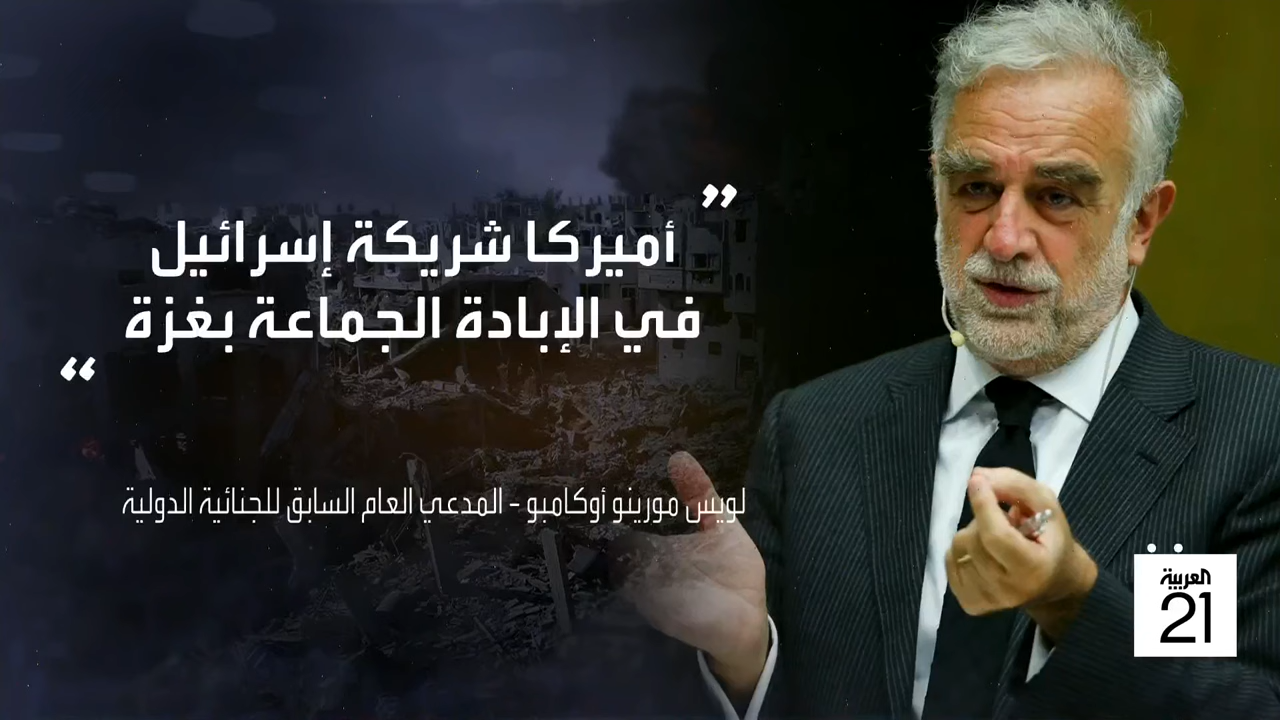 ”
أميركا شريكة إسرائيل
في الإبادة الجماعة بغزة
“
لويس مورينو أوكامبو - المدعي العام السابق للجنائية الدولية
العربية
21